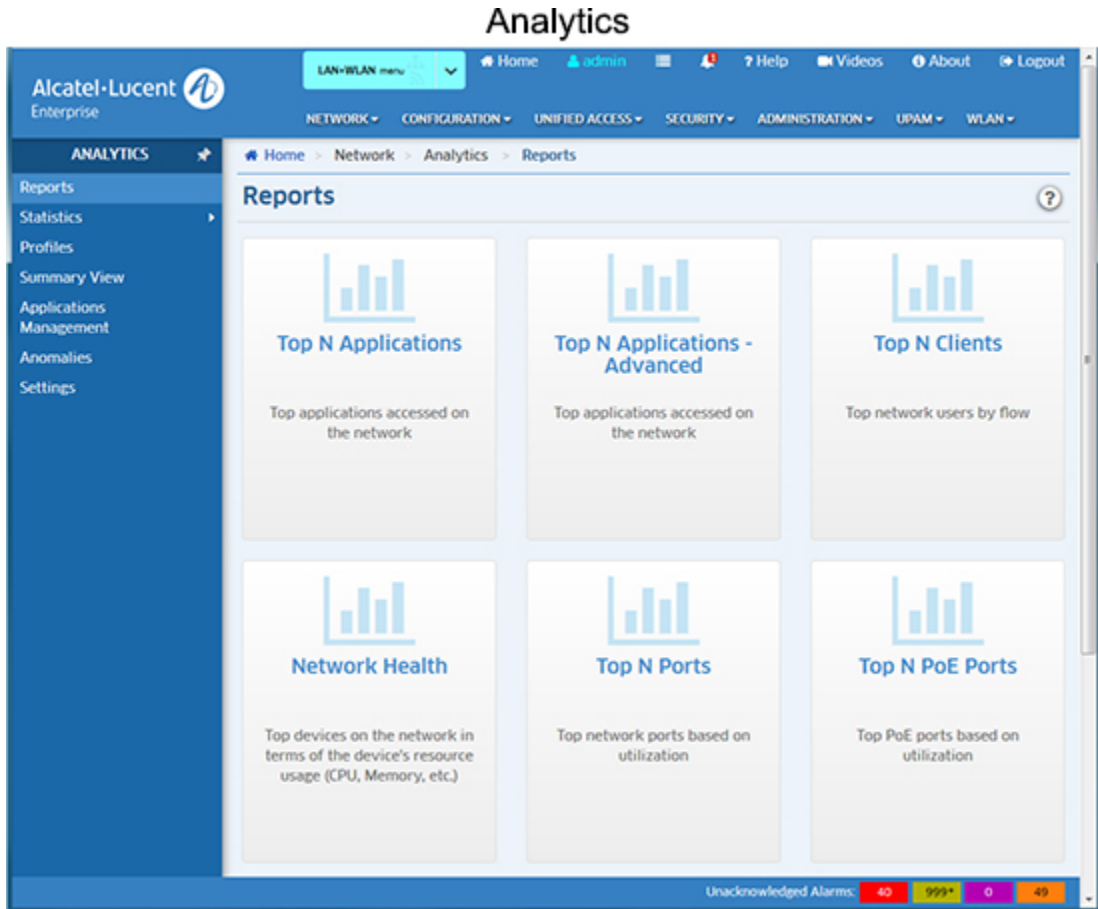 Analytics
Alcatel·Lucent
Enterprise
LAN+WLAN menu
Home
admin
? Help
Videos
About
Logout
NETWORK
CONFIGURATION
UNIFIED ACCESS
SECURITY
ADMINISTRATION
UPAM
WLAN
ANALYTICS
Home > Network > Analytics > Reports
Reports
Statistics
Profiles
Summary View
Applications
Management
Anomalies
Settings
Reports
?
Top N Applications
Top applications accessed on
the network
Top N Applications -
Advanced
Top applications accessed on
the network
Top N Clients
Top network users by flow
Network Health
Top devices on the network in
terms of the device's resource
usage (CPU, Memory, etc.)
Top N Ports
Top network ports based on
utilization
Top N PoE Ports
Top PoE ports based on
utilization
Unacknowledged Alarms: 40 999+ 0 49